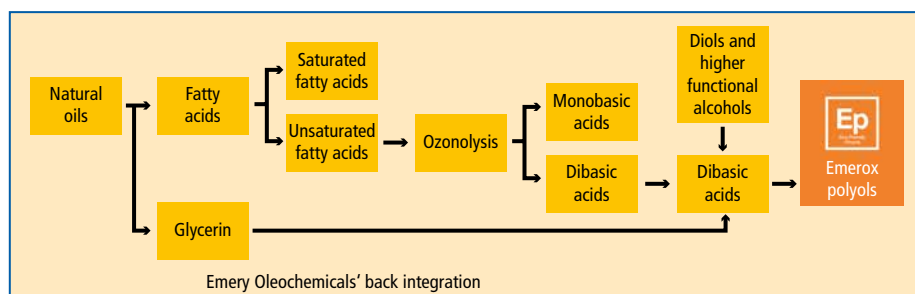 Natural
oils
Fatty
acids
Saturated
fatty acids
Unsaturated
fatty acids
Glycerin
Ozonolysis
Monobasic
acids
Dibasic
acids
Diols and
higher
functional
alcohols
Dibasic
acids
Ep
Emerox
polyols
Emery Oleochemicals' back integration